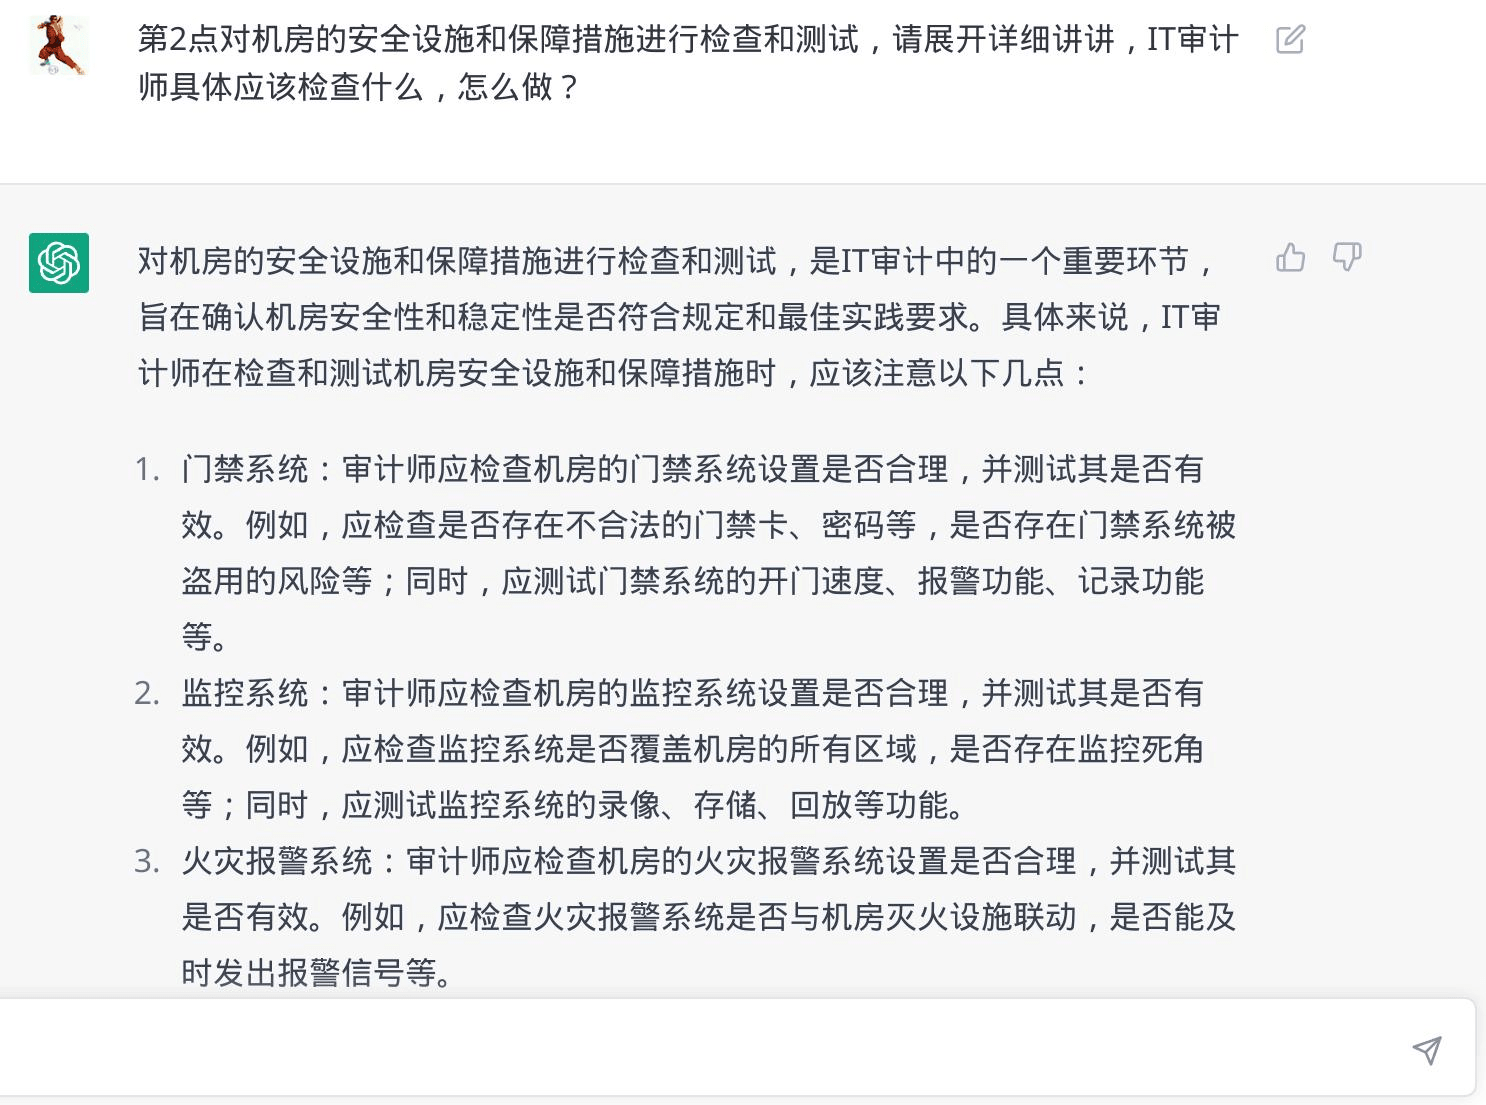 第2点对机房的安全设施和保障措施进行检查和测试，请展开详细讲讲，IT审计
师具体应该检查什么，怎么做？
对机房的安全设施和保障措施进行检查和测试，是IT审计中的一个重要环节，
旨在确认机房安全性和稳定性是否符合规定和最佳实践要求。具体来说，IT审
计师在检查和测试机房安全设施和保障措施时，应该注意以下几点：
1. 门禁系统：审计师应检查机房的门禁系统设置是否合理，并测试其是否有
效。例如，应检查是否存在不合法的门禁卡、密码等，是否存在门禁系统被
盗用的风险等；同时，应测试门禁系统的开门速度、报警功能、记录功能
等。
2. 监控系统：审计师应检查机房的监控系统设置是否合理，并测试其是否有
效。例如，应检查监控系统是否覆盖机房的所有区域，是否存在监控死角
等；同时，应测试监控系统的录像、存储、回放等功能。
3. 火灾报警系统：审计师应检查机房的火灾报警系统设置是否合理，并测试其
是否有效。例如，应检查火灾报警系统是否与机房灭火设施联动，是否能及
时发出报警信号等。